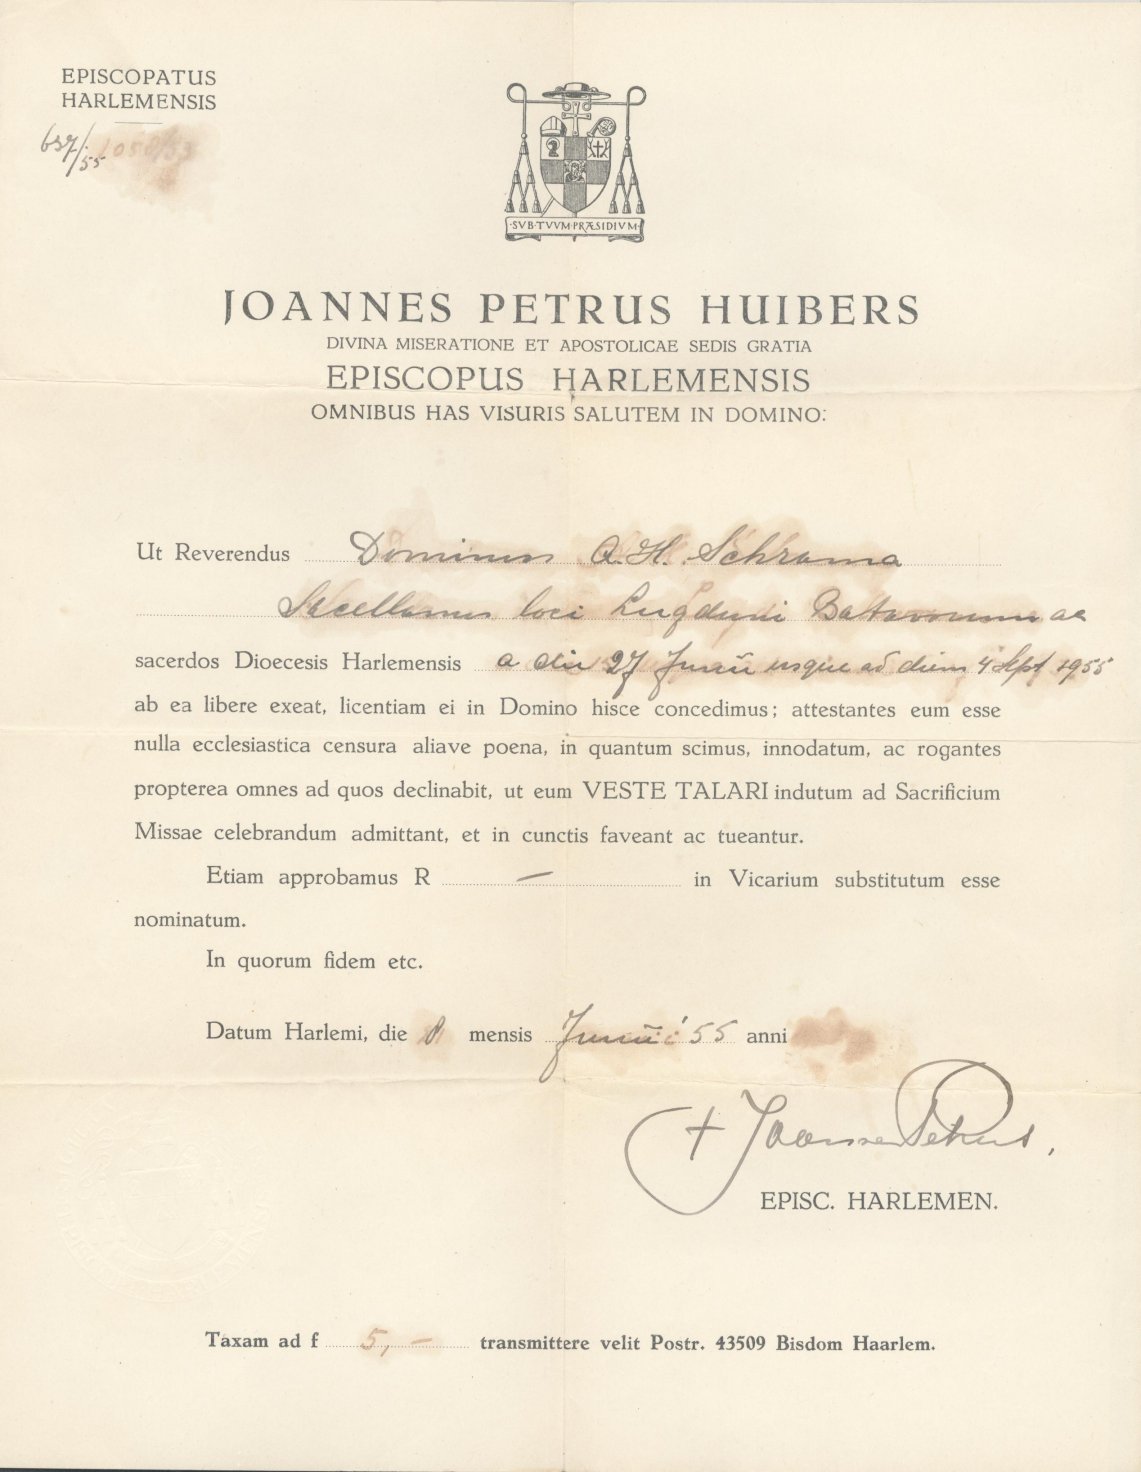 EPISCOPATUS
HARLEMENSIS
637/55 1050/53
SVB·TVVM·PRÆSIDIVM
JOANNES PETRUS HUIBERS
DIVINA MISERATIONE ET APOSTOLICAE SEDIS GRATIA
EPISCOPUS HARLEMENSIS
OMNIBUS HAS VISURIS SALUTEM IN DOMINO:
Ut Reverendus Dominus Q. H. Schrama
Sacellanus loci Lugduni Batavorum ac
sacerdos Dioecesis Harlemensis a die 27 Junii usque ad diem 4 Sept 1955
ab ea libere exeat, licentiam ei in Domino hisce concedimus; attestantes eum esse
nulla ecclesiastica censura aliave poena, in quantum scimus, innodatum, ac rogantes
propterea omnes ad quos declinabit, ut eum VESTE TALARI indutum ad Sacrificium
Missae celebrandum admittant, et in cunctis faveant ac tueantur.
Etiam approbamus R — in Vicarium substitutum esse
nominatum.
In quorum fidem etc.
Datum Harlemi, die 8 mensis Junii '55 anni
+ Joannes Petrus,
EPISC. HARLEMEN.
Taxam ad f 5,— transmittere velit Postr. 43509 Bisdom Haarlem.